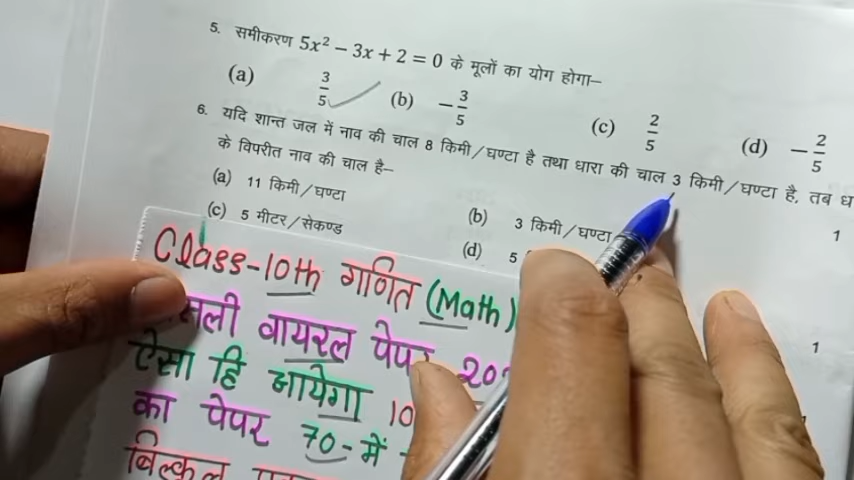 5. समीकरण 5x² − 3x + 2 = 0 के मूलों का योग होगा–
(a) 3/5 (b) −3/5 (c) 2/5 (d) −2/5
6. यदि शान्त जल में नाव की चाल 8 किमी/घण्टा है तथा धारा की चाल 3 किमी/घण्टा है, तब
के विपरीत नाव की चाल है–
1
(a) 11 किमी/घण्टा (b) 3 किमी/घण्टा
(c) 5 मीटर/सेकण्ड (d) 5
1
Class-10th गणित (Math)
वायरल पेपर
ऐसा हि जायेगा 10
का पेपर 70-में
बिल्कुल